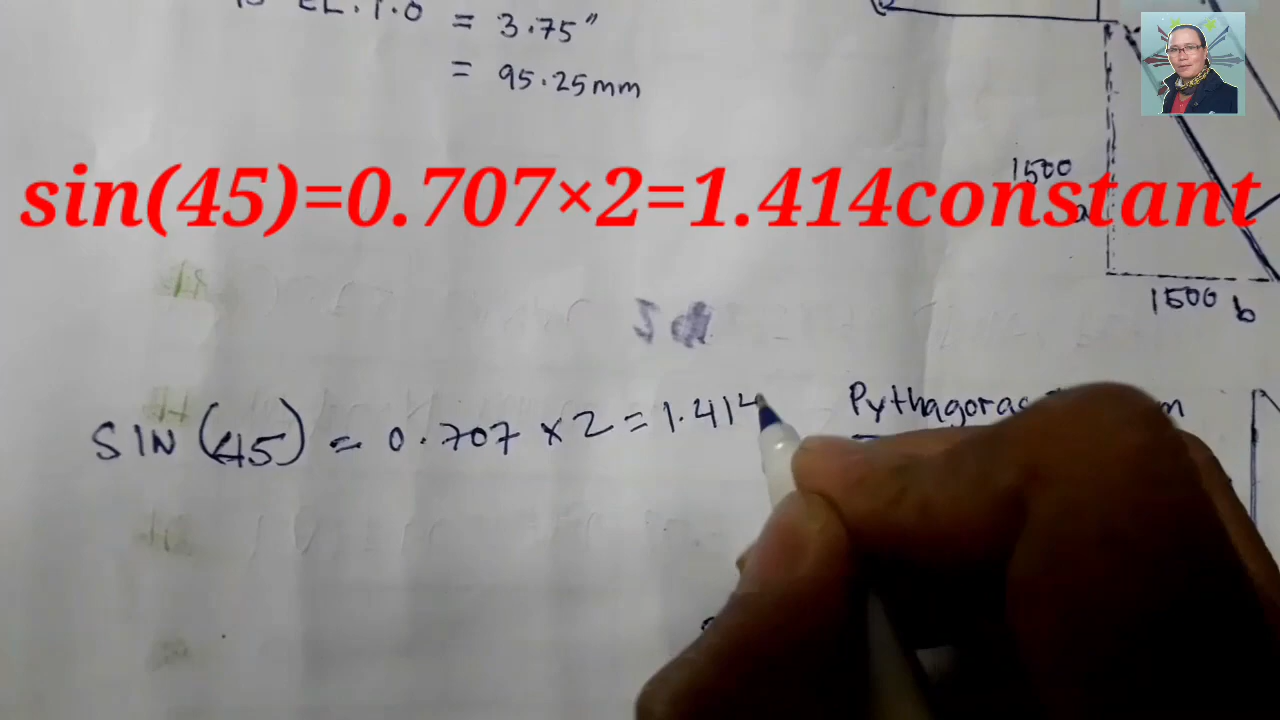 = 3.75"
= 95.25mm
sin(45)=0.707×2=1.414constant
1500
1500 b
SIN (45) = 0.707 × 2 = 1.414
Pythagoras